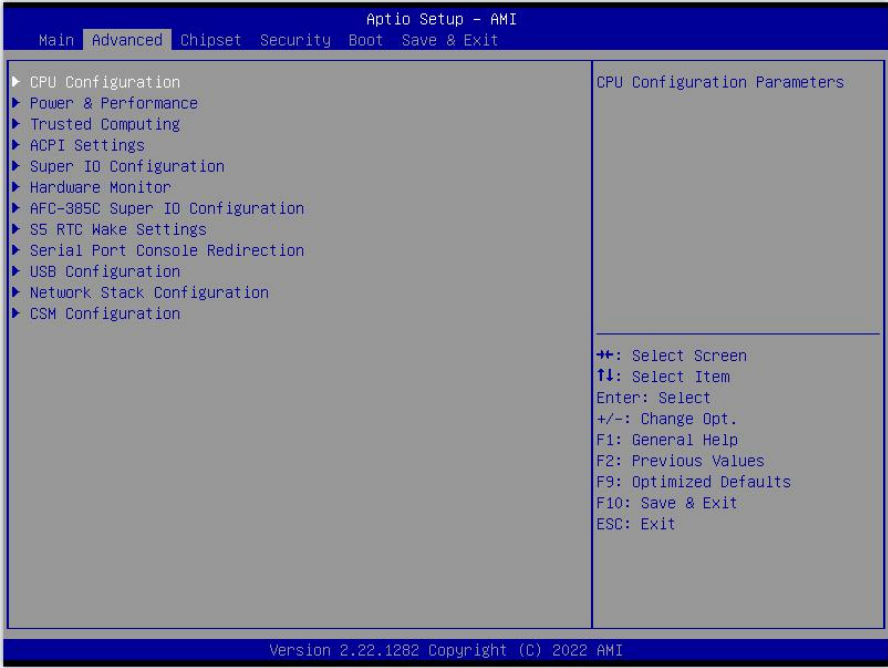 Aptio Setup – AMI
Main Advanced Chipset Security Boot Save & Exit
CPU Configuration
Power & Performance
Trusted Computing
ACPI Settings
Super IO Configuration
Hardware Monitor
AFC-385C Super IO Configuration
S5 RTC Wake Settings
Serial Port Console Redirection
USB Configuration
Network Stack Configuration
CSM Configuration
CPU Configuration Parameters
→←: Select Screen
↑↓: Select Item
Enter: Select
+/-: Change Opt.
F1: General Help
F2: Previous Values
F9: Optimized Defaults
F10: Save & Exit
ESC: Exit
Version 2.22.1282 Copyright (C) 2022 AMI